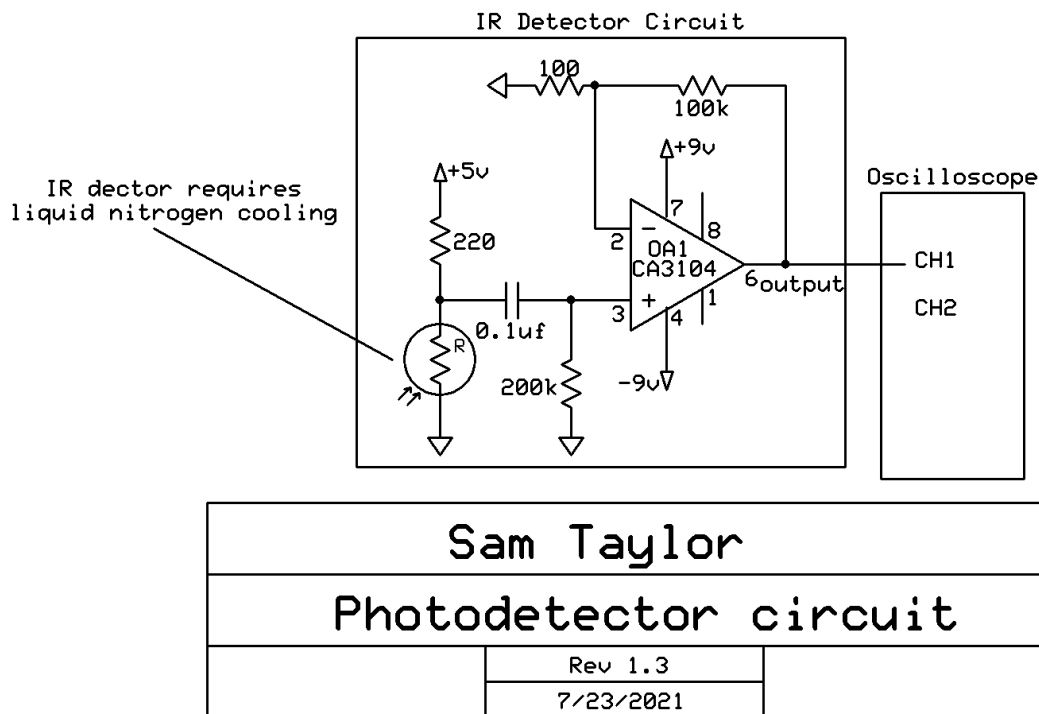 IR Detector Circuit
100
100k
+9v
+5v
Oscilloscope
IR dector requires
liquid nitrogen cooling
220
7
8
2
-
OA1
CA3104
6
output
CH1
+
3
4
1
CH2
0.1uf
R
200k
-9v
Sam Taylor
Photodetector circuit
Rev 1.3
7/23/2021